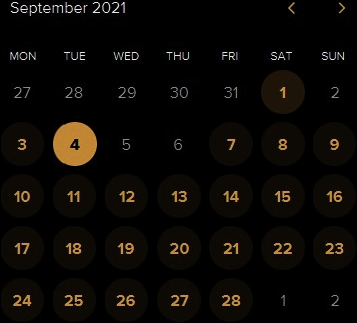 September 2021
MON TUE WED THU FRI SAT SUN
27 28 29 30 31 1 2
3 4 5 6 7 8 9
10 11 12 13 14 15 16
17 18 19 20 21 22 23
24 25 26 27 28 1 2